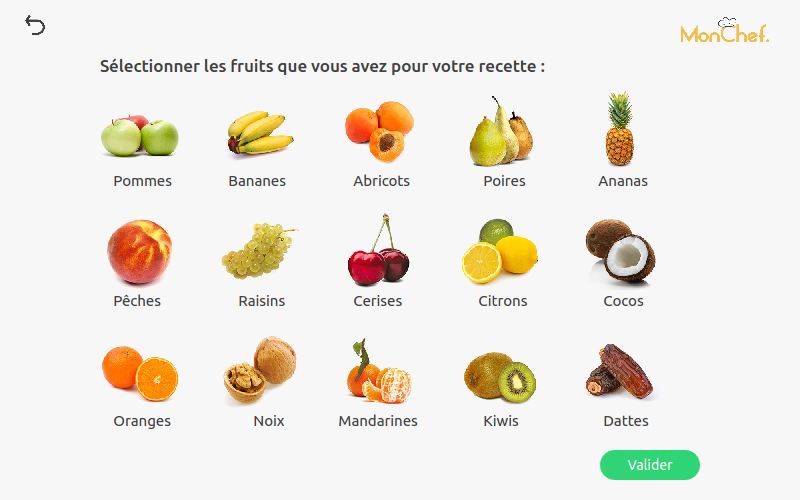 MonChef.
Sélectionner les fruits que vous avez pour votre recette :
Pommes Bananes Abricots Poires Ananas
Pêches Raisins Cerises Citrons Cocos
Oranges Noix Mandarines Kiwis Dattes
Valider